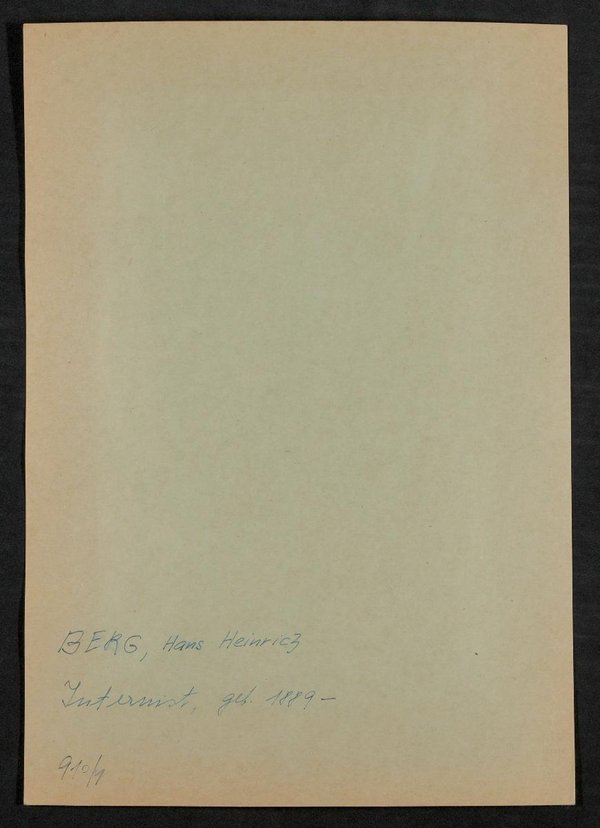 BERG, Hans Heinrich
Internist, geb. 1889 –
910/1